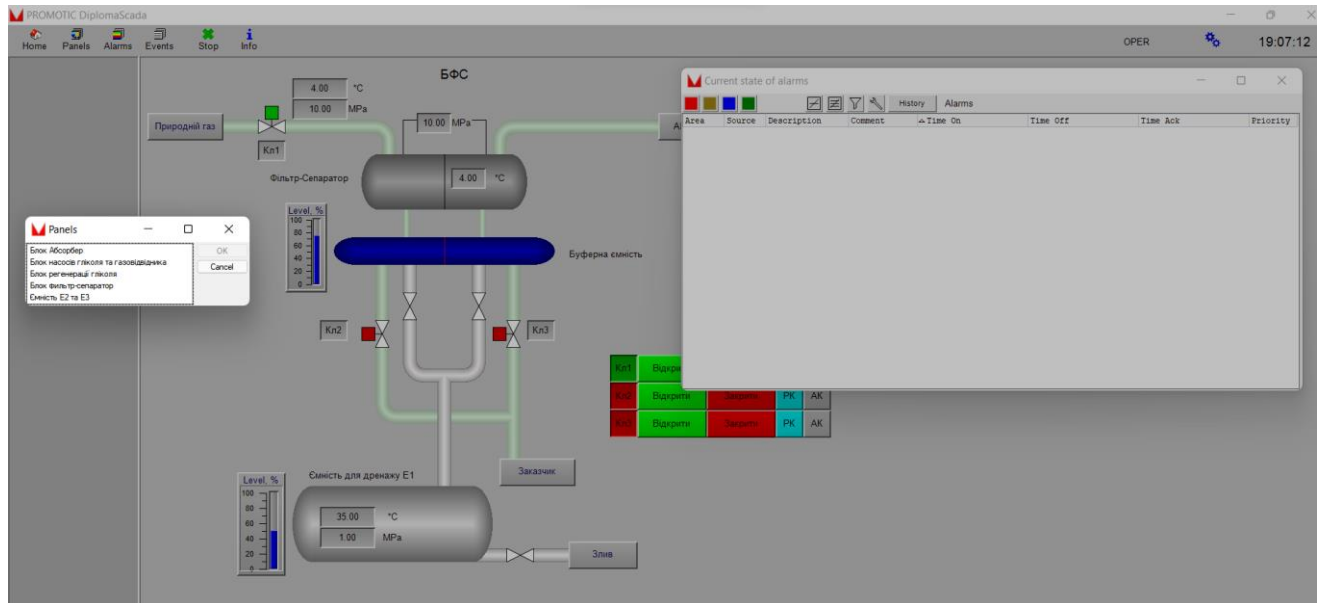 PROMOTIC DiplomaScada
Home Panels Alarms Events Stop Info
OPER
19:07:12
БФС
4.00 °C
10.00 MPa
Природній газ
Кл1
10.00 MPa
Фільтр-Сепаратор
4.00 °C
Level, %
100
80
60
40
20
0
Буферна ємність
Кл2
Кл3
Panels
Блок Абсорбер
Блок насосів гліколя та газовідвідника
Блок регенерації гліколя
Блок фильтр-сепаратор
Ємність Е2 та Е3
OK
Cancel
Current state of alarms
History Alarms
Area Source Description Comment Time On Time Off Time Ack Priority
Кл1
Кл2 Відкрити Закрити РК АК
Кл3 Відкрити Закрити РК АК
Заказчик
Ємність для дренажу Е1
Level, %
100
80
60
40
20
0
35.00 °C
1.00 MPa
Злив